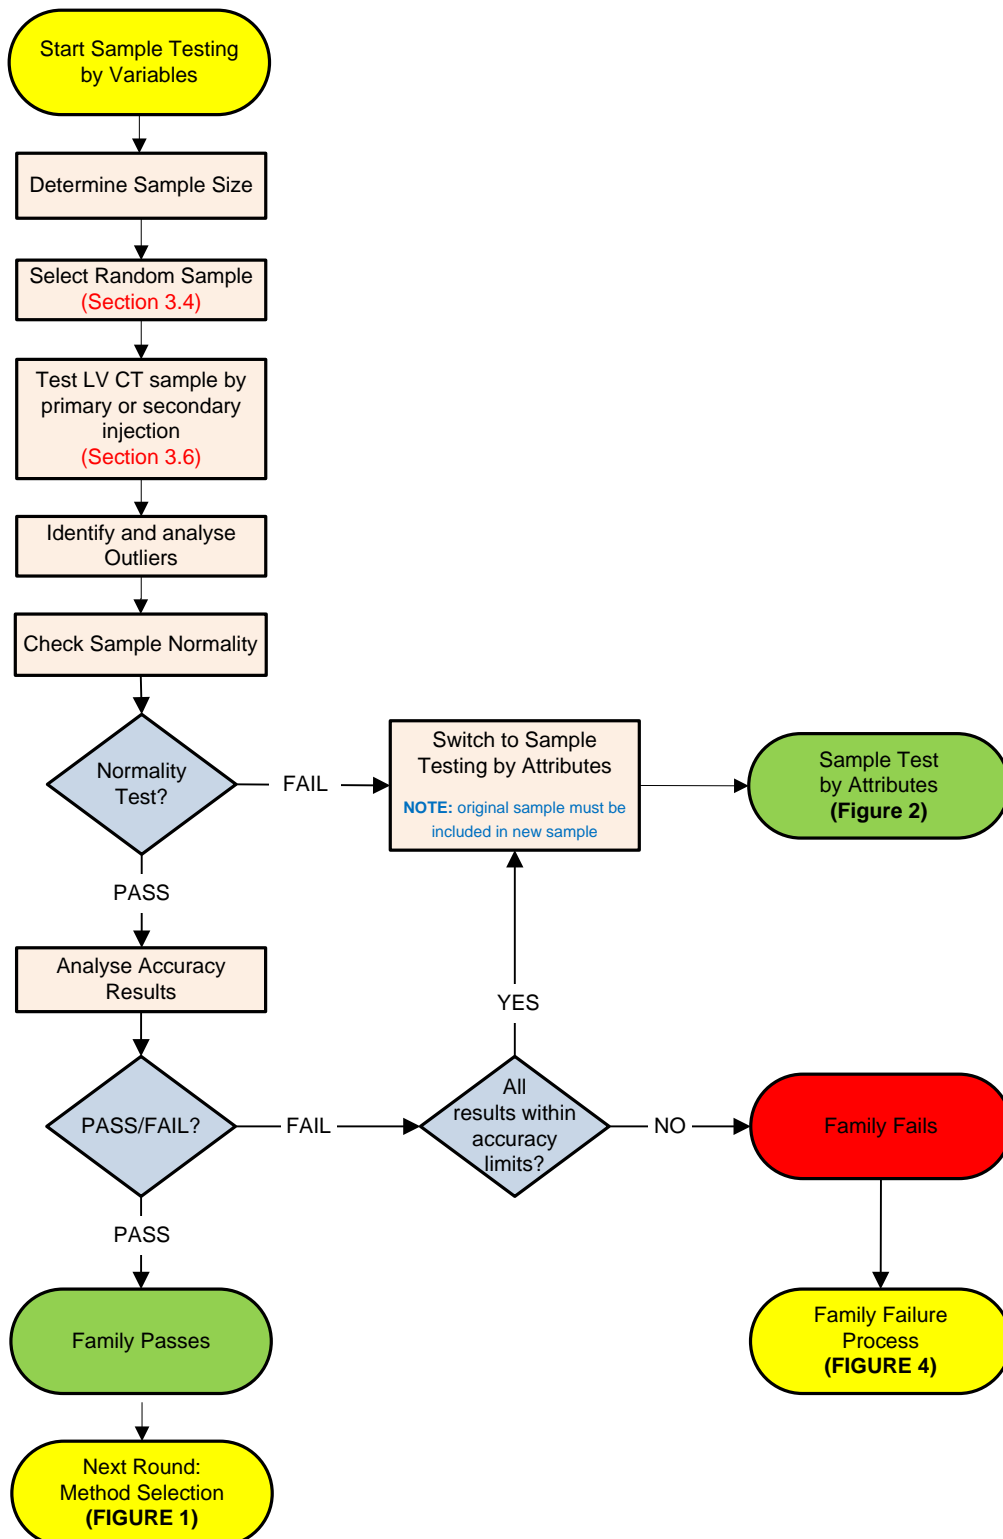 Start Sample Testing
by Variables
Determine Sample Size
Select Random Sample
(Section 3.4)
Test LV CT sample by
primary or secondary
injection
(Section 3.6)
Identify and analyse
Outliers
Check Sample Normality
Normality
Test?
FAIL
Switch to Sample
Testing by Attributes
NOTE: original sample must be
included in new sample
Sample Test
by Attributes
(Figure 2)
PASS
Analyse Accuracy
Results
YES
PASS/FAIL?
FAIL
All
results within
accuracy
limits?
NO
Family Fails
PASS
Family Passes
Family Failure
Process
(FIGURE 4)
Next Round:
Method Selection
(FIGURE 1)